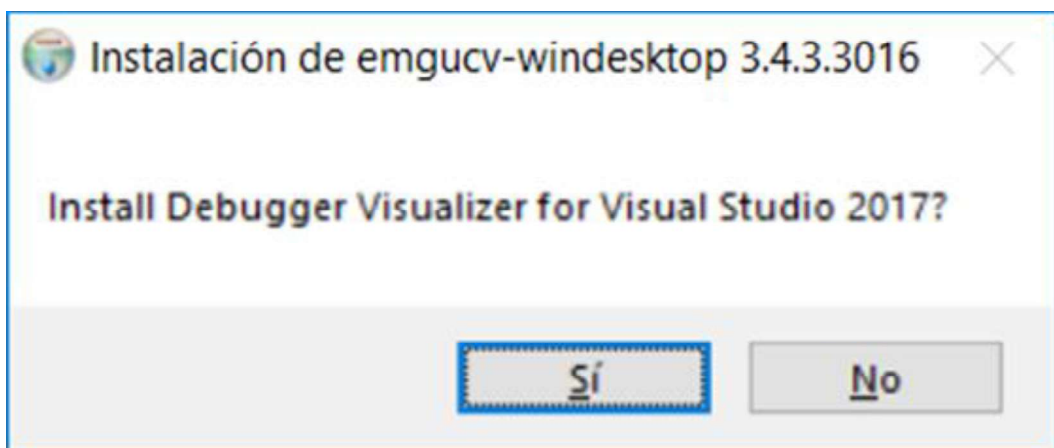 Instalación de emgucv-windesktop 3.4.3.3016
Install Debugger Visualizer for Visual Studio 2017?
Sí
No